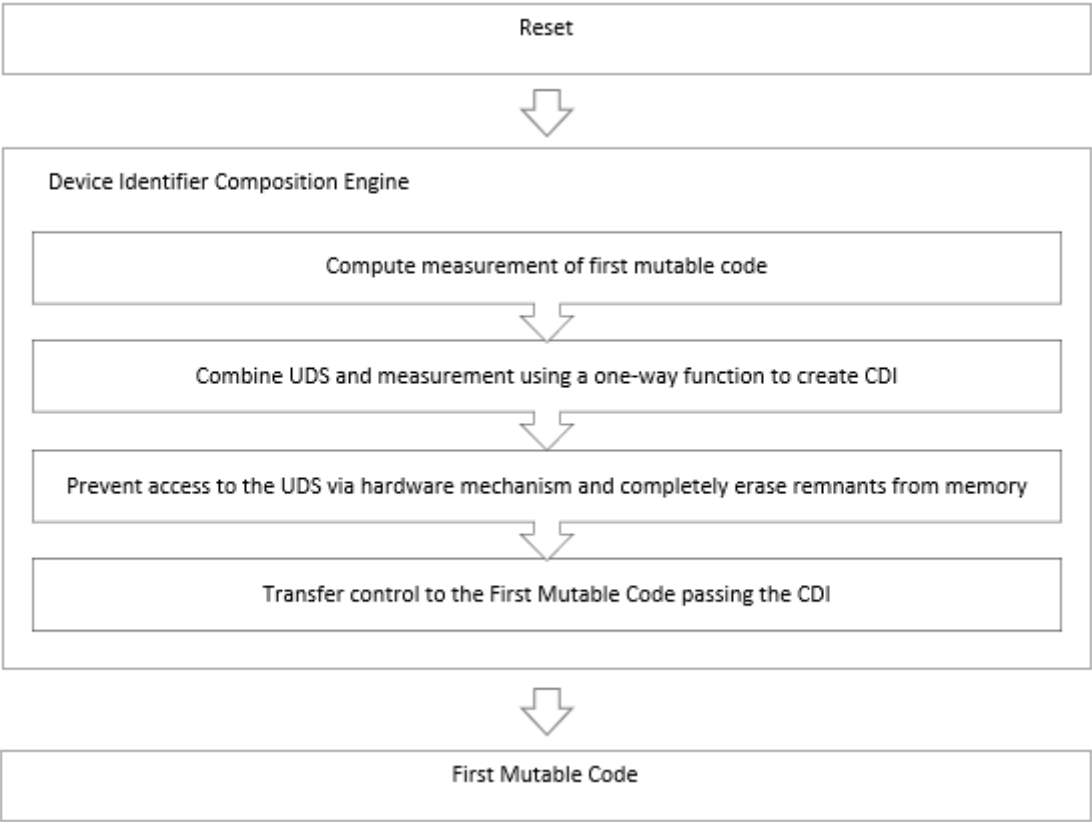 Reset
Device Identifier Composition Engine
Compute measurement of first mutable code
Combine UDS and measurement using a one-way function to create CDI
Prevent access to the UDS via hardware mechanism and completely erase remnants from memory
Transfer control to the First Mutable Code passing the CDI
First Mutable Code